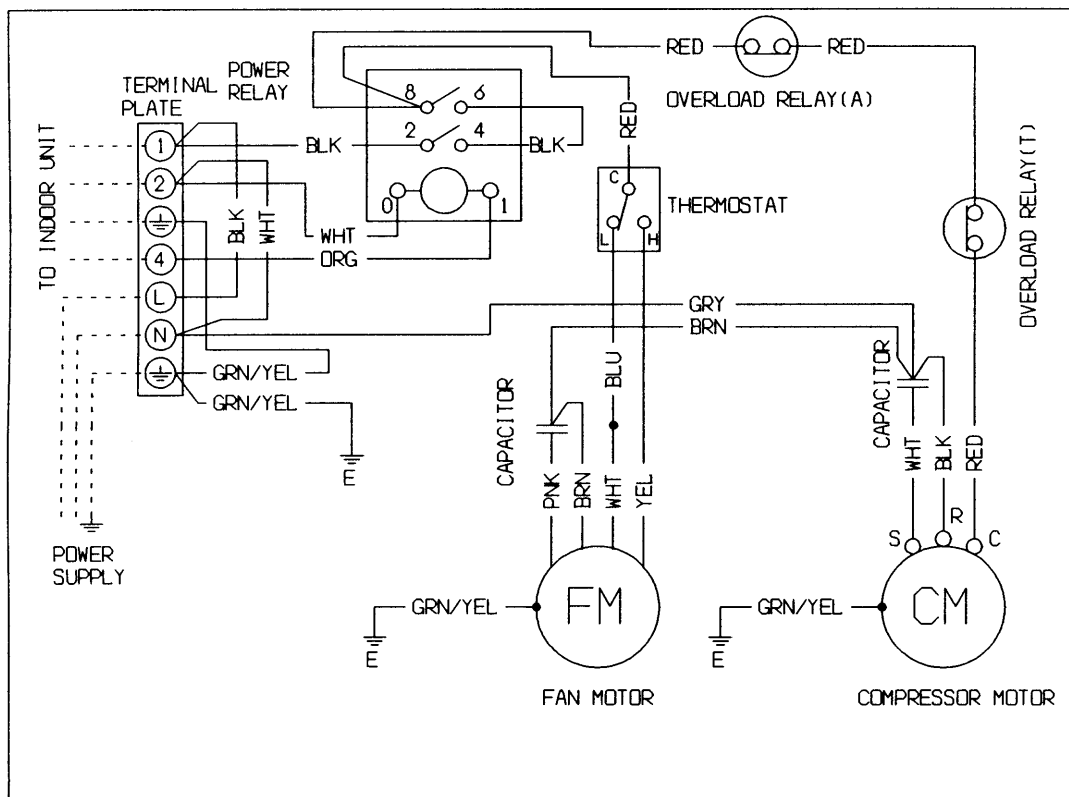 RED
RED
OVERLOAD RELAY(A)
POWER
RELAY
TERMINAL
PLATE
8
6
2
4
BLK
BLK
0
1
RED
C
L
H
THERMOSTAT
OVERLOAD RELAY(T)
TO INDOOR UNIT
1
2
4
L
N
BLK
WHT
WHT
ORG
GRY
BRN
GRN/YEL
GRN/YEL
E
POWER
SUPPLY
CAPACITOR
BLU
PNK
BRN
WHT
YEL
CAPACITOR
WHT
BLK
RED
S
R
C
GRN/YEL
E
FM
FAN MOTOR
GRN/YEL
E
CM
COMPRESSOR MOTOR